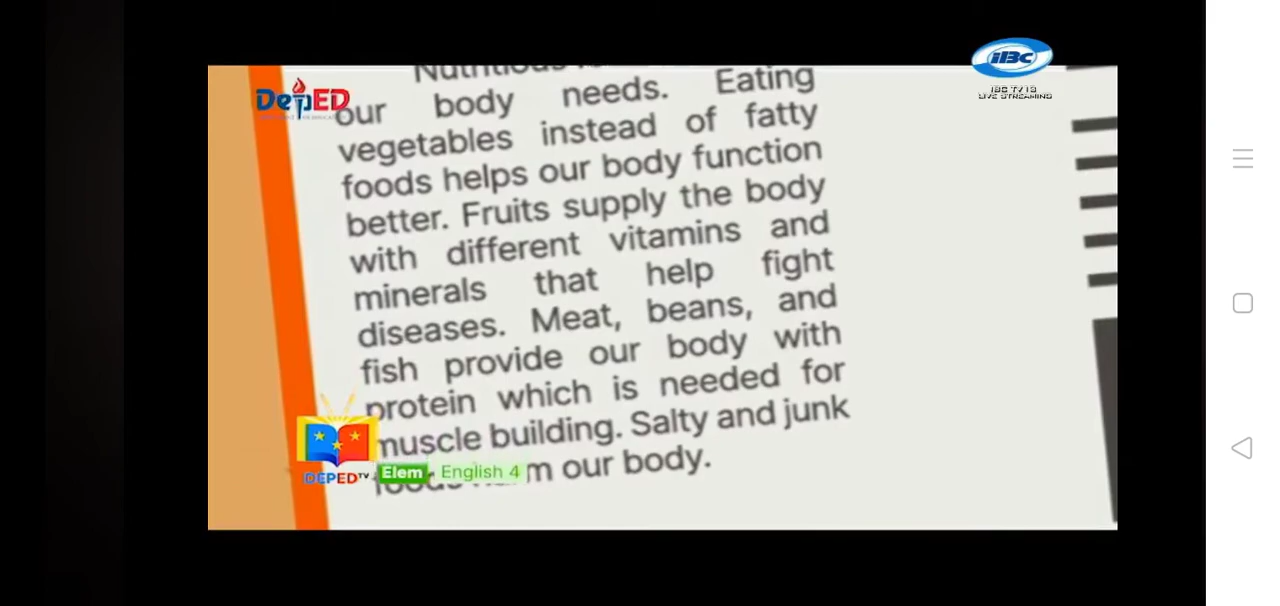 iBC
IBC TV13
LIVE STREAMING
DepED
Nutritious
our body needs. Eating
vegetables instead of fatty
foods helps our body function
better. Fruits supply the body
with different vitamins and
minerals that help fight
diseases. Meat, beans, and
fish provide our body with
protein which is needed for
muscle building. Salty and junk
foods harm our body.
DEPED TV
Elem English 4